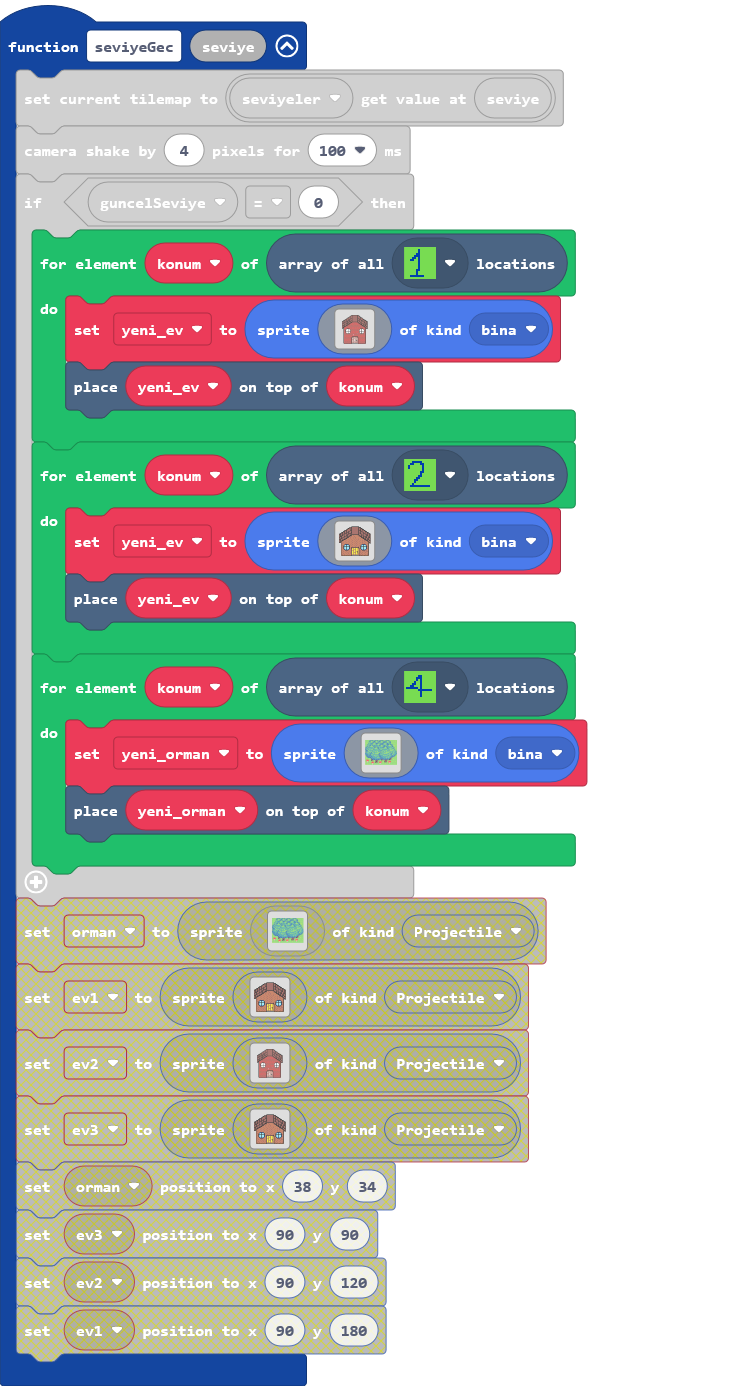 function seviyeGec seviye
set current tilemap to seviyeler get value at seviye
camera shake by 4 pixels for 100 ms
if guncelSeviye = 0 then
for element konum of array of all 1 locations
do
set yeni_ev to sprite of kind bina
place yeni_ev on top of konum
for element konum of array of all 2 locations
do
set yeni_ev to sprite of kind bina
place yeni_ev on top of konum
for element konum of array of all 4 locations
do
set yeni_orman to sprite of kind bina
place yeni_orman on top of konum
set orman to sprite of kind Projectile
set ev1 to sprite of kind Projectile
set ev2 to sprite of kind Projectile
set ev3 to sprite of kind Projectile
set orman position to x 38 y 34
set ev3 position to x 90 y 90
set ev2 position to x 90 y 120
set ev1 position to x 90 y 180